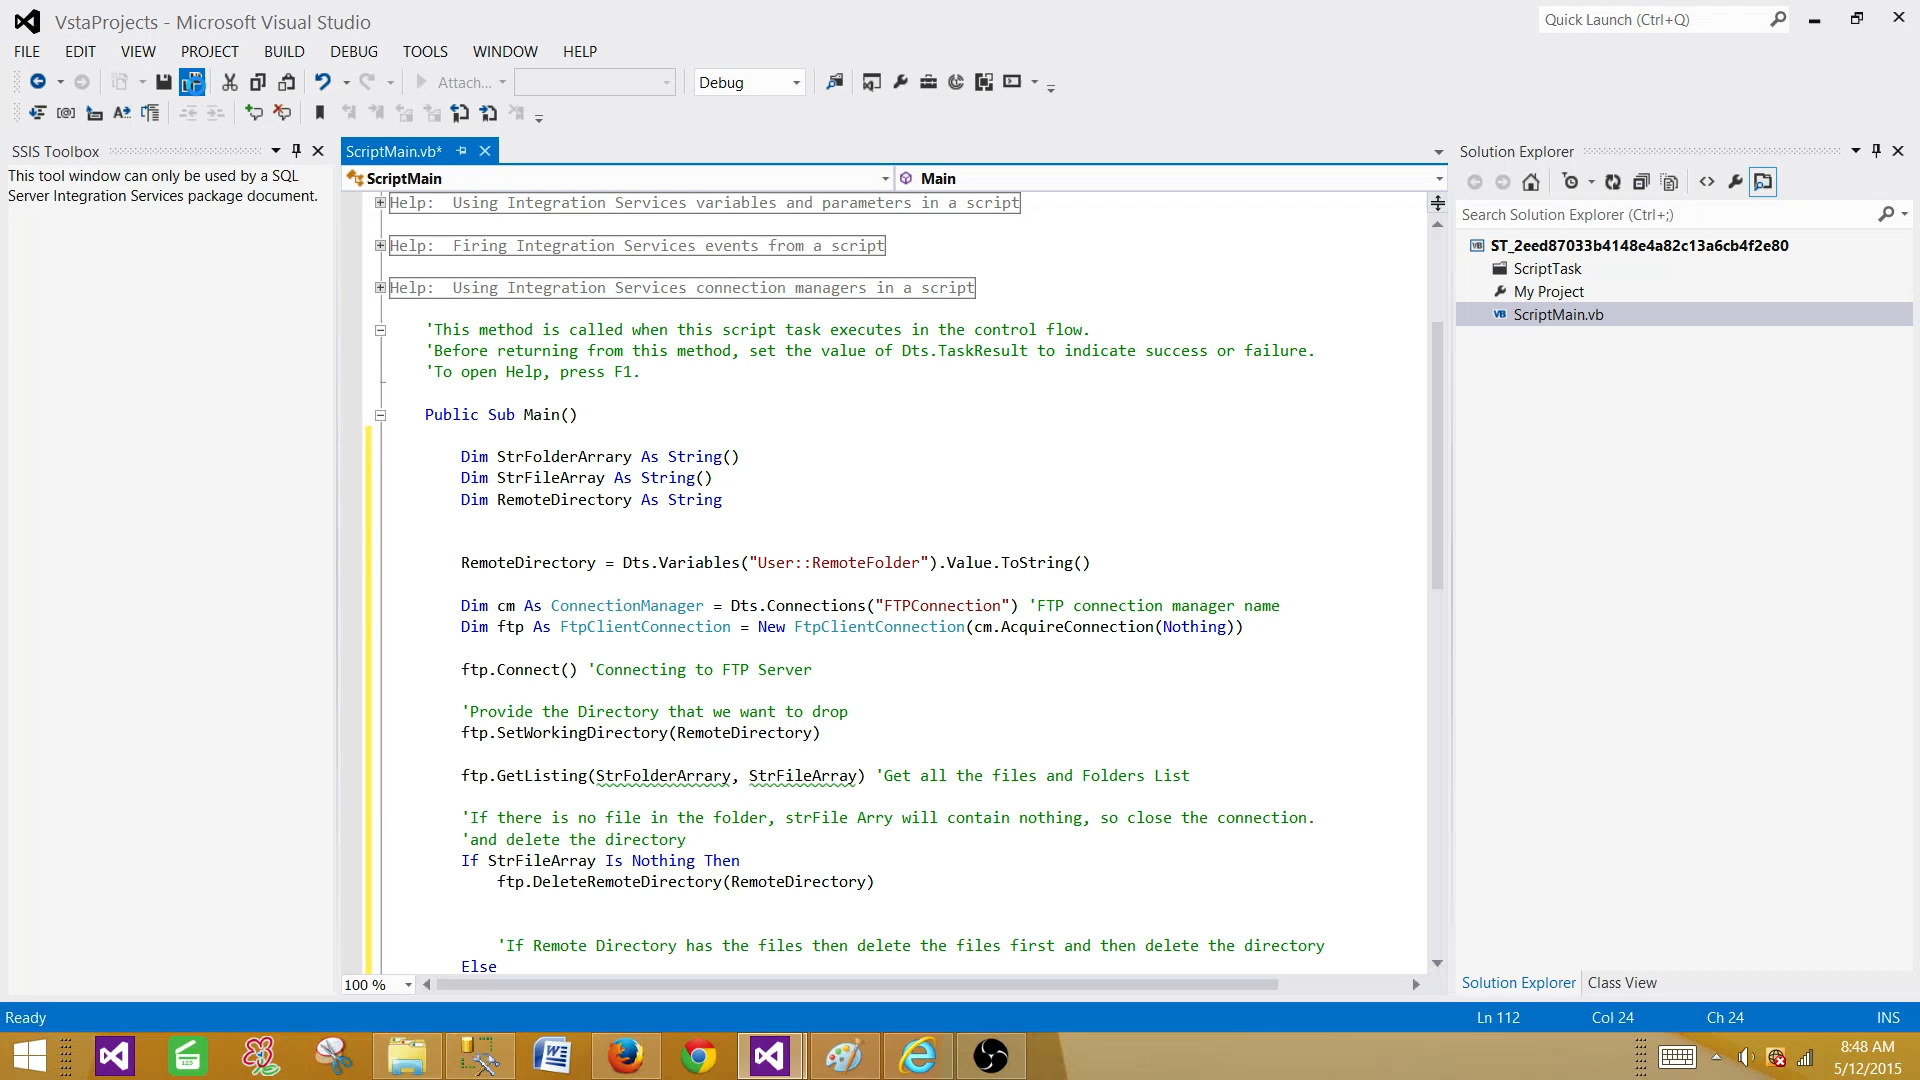 VstaProjects - Microsoft Visual Studio
Quick Launch (Ctrl+Q)
FILE EDIT VIEW PROJECT BUILD DEBUG TOOLS WINDOW HELP
Attach... Debug
SSIS Toolbox
This tool window can only be used by a SQL
Server Integration Services package document.
ScriptMain.vb*
ScriptMain
Main
Help:  Using Integration Services variables and parameters in a script
Help:  Firing Integration Services events from a script
Help:  Using Integration Services connection managers in a script
'This method is called when this script task executes in the control flow.
'Before returning from this method, set the value of Dts.TaskResult to indicate success or failure.
'To open Help, press F1.
Public Sub Main()
Dim StrFolderArrary As String()
Dim StrFileArray As String()
Dim RemoteDirectory As String
RemoteDirectory = Dts.Variables("User::RemoteFolder").Value.ToString()
Dim cm As ConnectionManager = Dts.Connections("FTPConnection") 'FTP connection manager name
Dim ftp As FtpClientConnection = New FtpClientConnection(cm.AcquireConnection(Nothing))
ftp.Connect() 'Connecting to FTP Server
'Provide the Directory that we want to drop
ftp.SetWorkingDirectory(RemoteDirectory)
ftp.GetListing(StrFolderArrary, StrFileArray) 'Get all the files and Folders List
'If there is no file in the folder, strFile Arry will contain nothing, so close the connection.
'and delete the directory
If StrFileArray Is Nothing Then
ftp.DeleteRemoteDirectory(RemoteDirectory)
'If Remote Directory has the files then delete the files first and then delete the directory
Else
100 %
Solution Explorer
Search Solution Explorer (Ctrl+;)
ST_2eed87033b4148e4a82c13a6cb4f2e80
ScriptTask
My Project
ScriptMain.vb
Solution Explorer Class View
Ready Ln 112 Col 24 Ch 24 INS
8:48 AM
5/12/2015